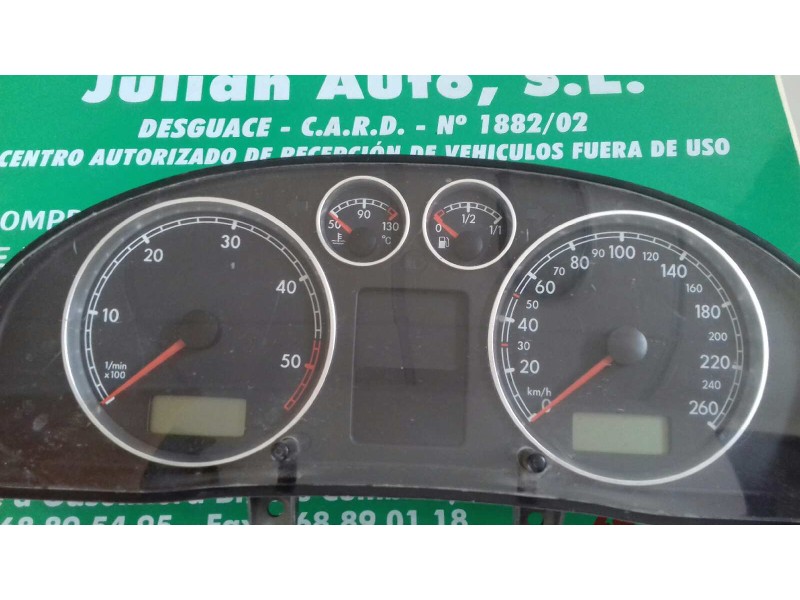 Julian Auto, S.L.
DESGUACE - C.A.R.D. - Nº 1882/02
CENTRO AUTORIZADO DE RECEPCIÓN DE VEHICULOS FUERA DE USO
10 20 30 40 50
1/min
x100
50 90 130
°C
0 1/2 1/1
0 20 30 40 50 60 70 80 90 100 120 140 160 180 200 220 240 260
km/h
68 89 01 18